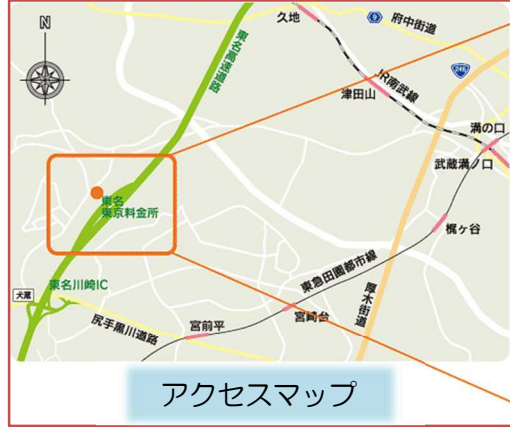 N
久地
9
府中街道
東名高速道路
JR南武線
246
津田山
溝の口
武蔵溝ノ口
東名
東京料金所
梶ヶ谷
東急田園都市線
東名川崎IC
犬蔵
厚木街道
宮崎台
宮前平
尻手黒川道路
アクセスマップ